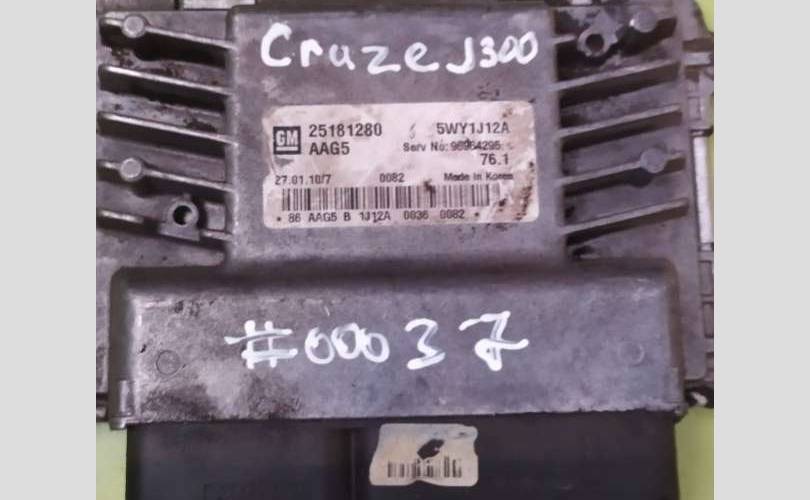 Cruze J300
GM 25181280 5WY1J12A
AAG5 Serv No: 96964295
76.1
27.01.10/7 0082 Made in Korea
* 86 AAG5 B 1J12A 0036 0082 *
#00037